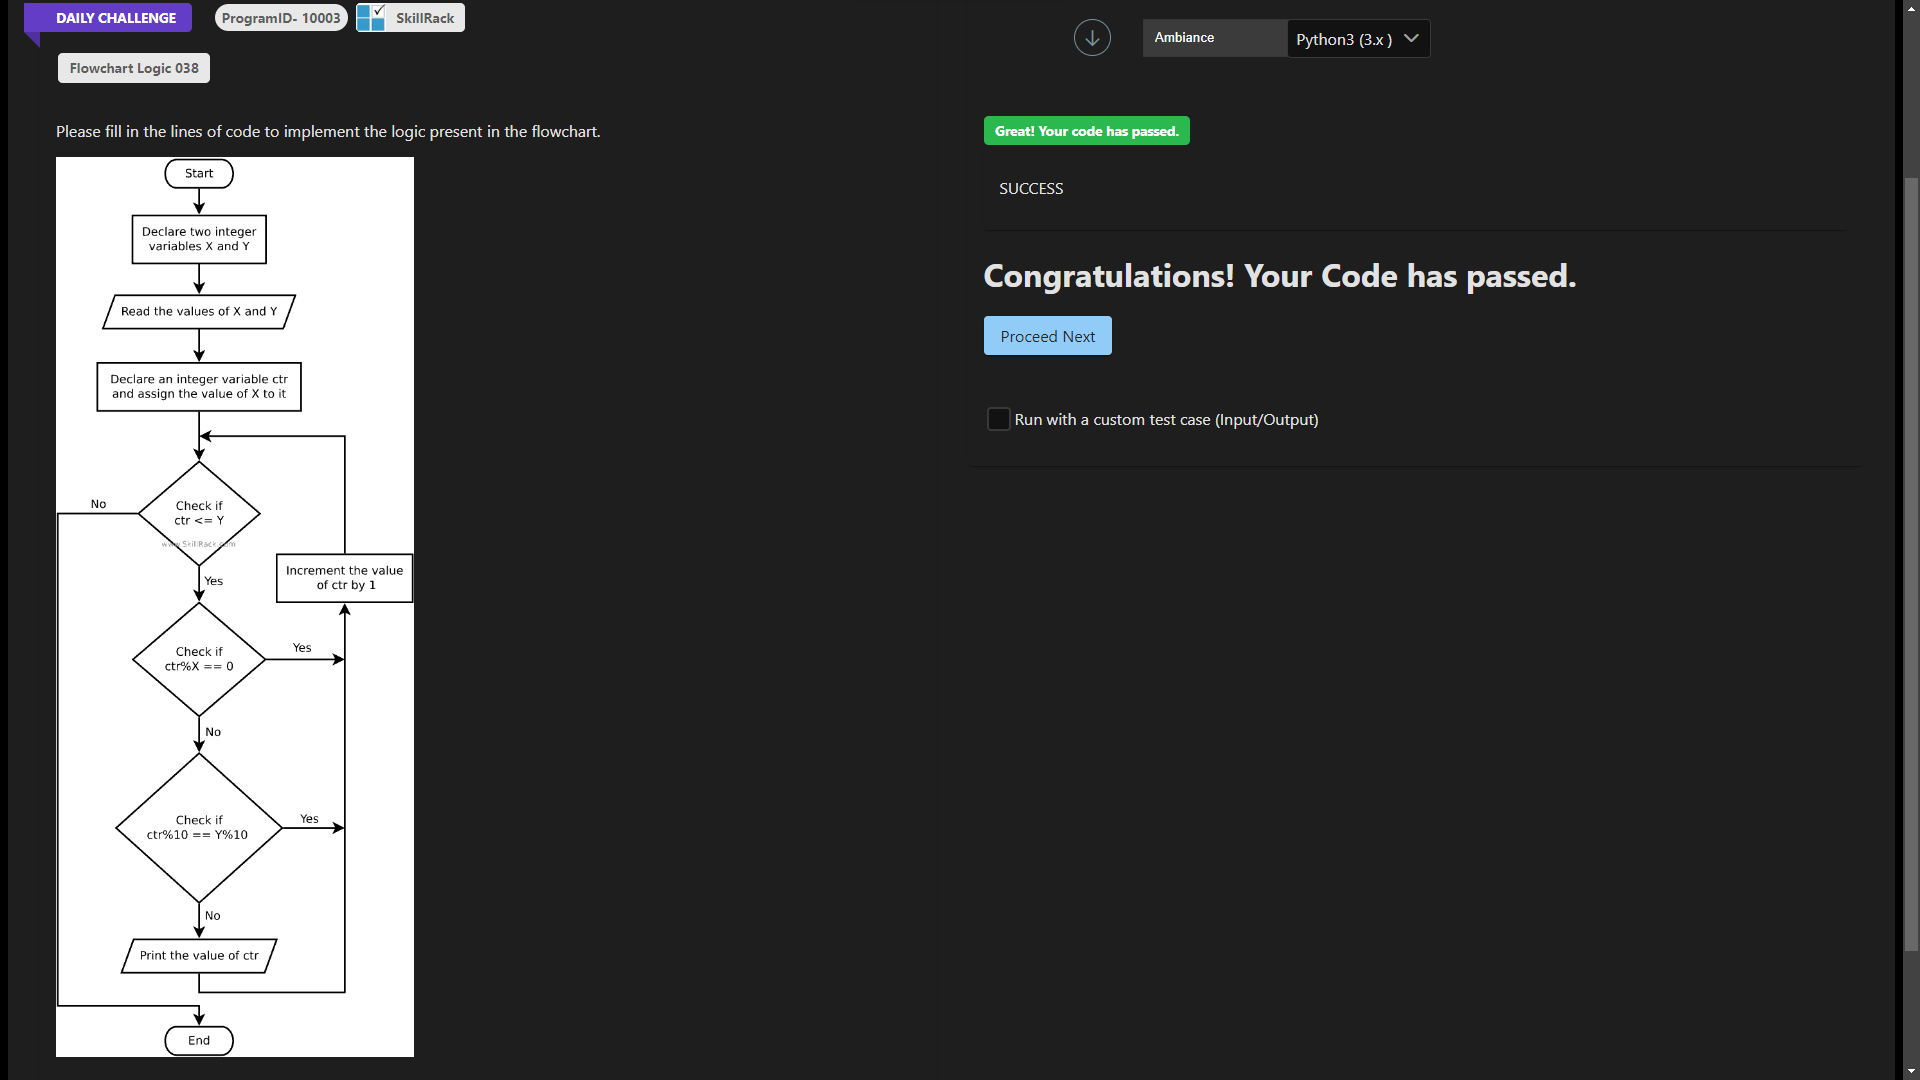 DAILY CHALLENGE
ProgramID- 10003
SkillRack
Ambiance
Python3 (3.x )
Flowchart Logic 038
Please fill in the lines of code to implement the logic present in the flowchart.
Start
Declare two integer
variables X and Y
Read the values of X and Y
Declare an integer variable ctr
and assign the value of X to it
No
Check if
ctr <= Y
www.SkillRack.com
Yes
Increment the value
of ctr by 1
Check if
ctr%X == 0
Yes
No
Check if
ctr%10 == Y%10
Yes
No
Print the value of ctr
End
Great! Your code has passed.
SUCCESS
Congratulations! Your Code has passed.
Proceed Next
Run with a custom test case (Input/Output)